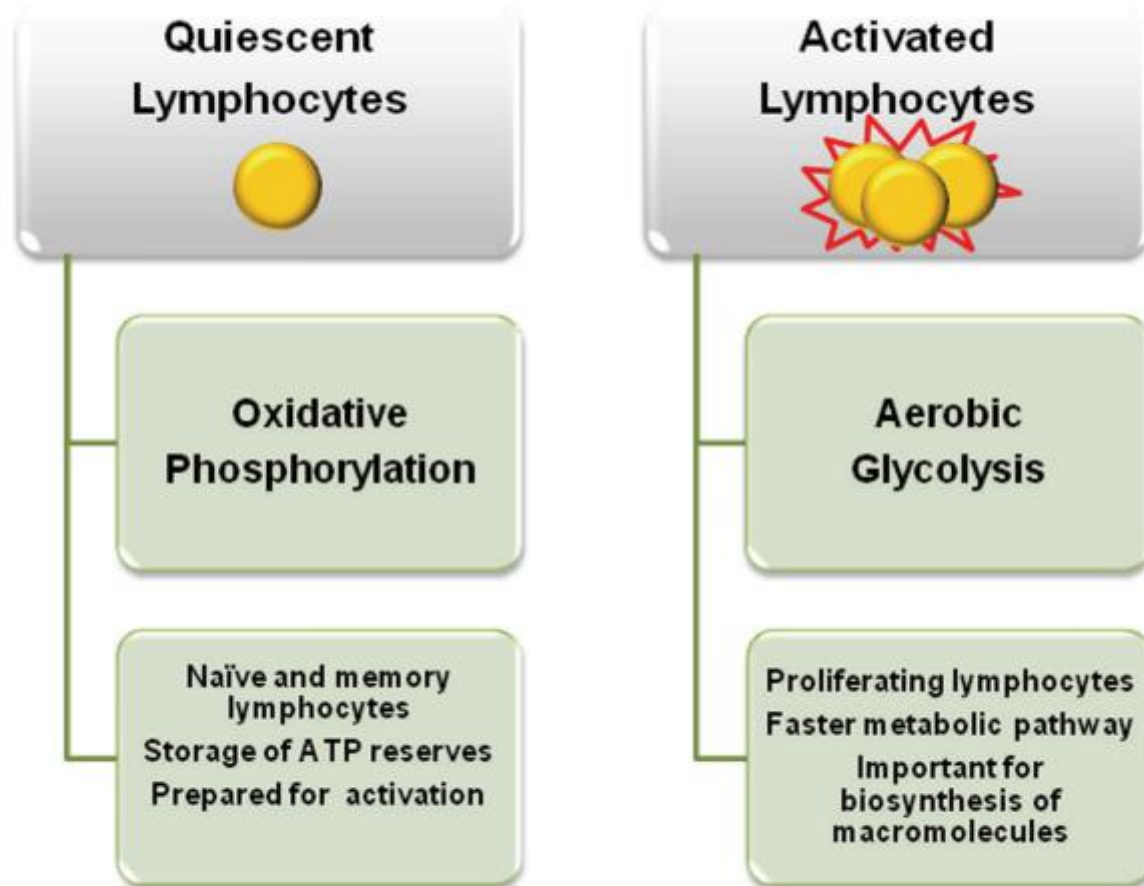 Quiescent
Lymphocytes
Oxidative
Phosphorylation
Naïve and memory
lymphocytes
Storage of ATP reserves
Prepared for activation
Activated
Lymphocytes
Aerobic
Glycolysis
Proliferating lymphocytes
Faster metabolic pathway
Important for
biosynthesis of
macromolecules